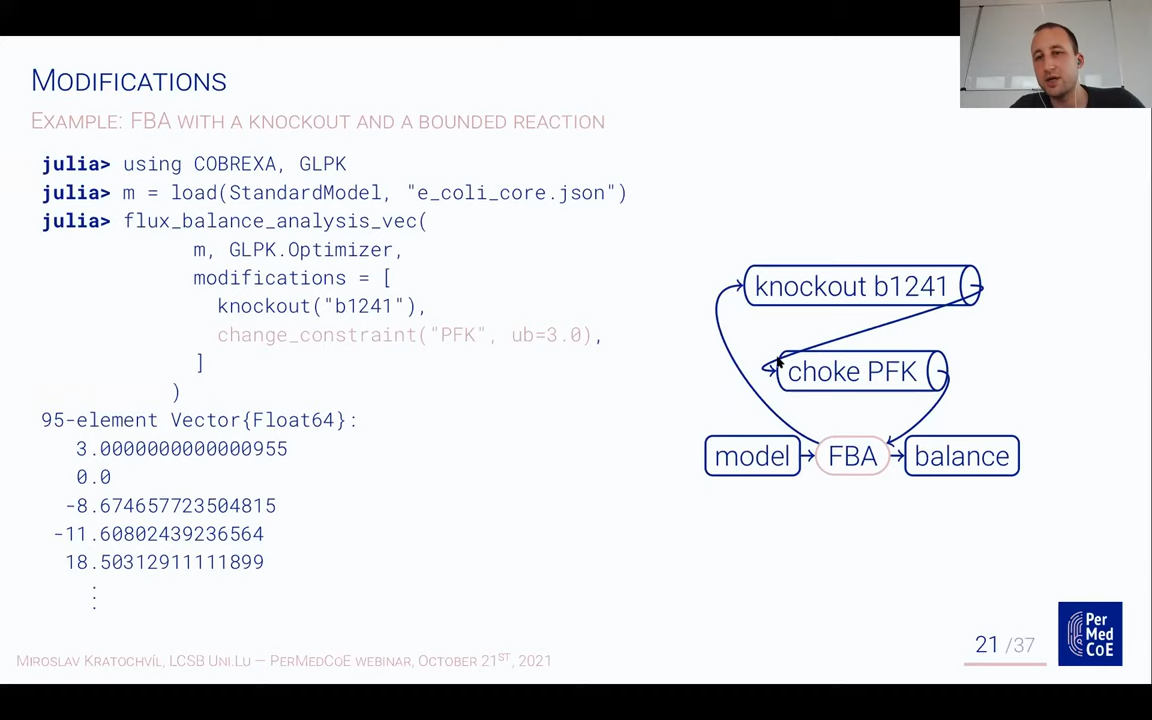 MODIFICATIONS
EXAMPLE: FBA WITH A KNOCKOUT AND A BOUNDED REACTION
julia> using COBREXA, GLPK
julia> m = load(StandardModel, "e_coli_core.json")
julia> flux_balance_analysis_vec(
m, GLPK.Optimizer,
modifications = [
knockout("b1241"),
change_constraint("PFK", ub=3.0),
]
)
95-element Vector{Float64}:
3.0000000000000955
0.0
-8.674657723504815
-11.60802439236564
18.50312911111899
⋮
knockout b1241
choke PFK
model
FBA
balance
MIROSLAV KRATOCHVÍL, LCSB UNI.LU — PERMEDCOE WEBINAR, OCTOBER 21ST, 2021
21 /37
Per
Med
CoE